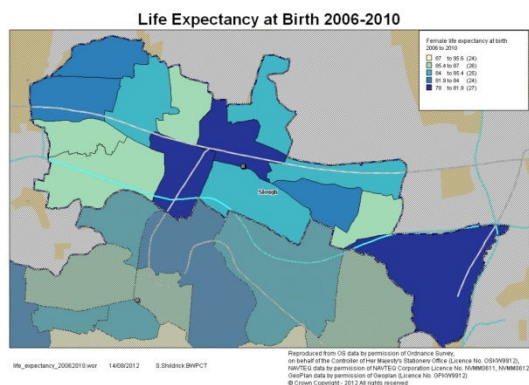 Life Expectancy at Birth 2006-2010
Female life expectancy at birth
2006 to 2010
87 to 95.6 (24)
85.4 to 87 (26)
84 to 85.4 (25)
81.9 to 84 (24)
78 to 81.9 (27)
Slough
life_expectancy_20062010.wor 14/08/2012 S.Shildrick BWPCT
Reproduced from OS data by permission of Ordnance Survey,
on behalf of the Controller of Her Majesty's Stationery Office (Licence No. OSKW9912),
NAVTEQ data by permission of NAVTEQ Corporation Licence No. NVMM0611, NVMM0612
GeoPlan data by permission of Geoplan (Licence No. GPKW9912)
© Crown Copyright - 2012 All rights reserved